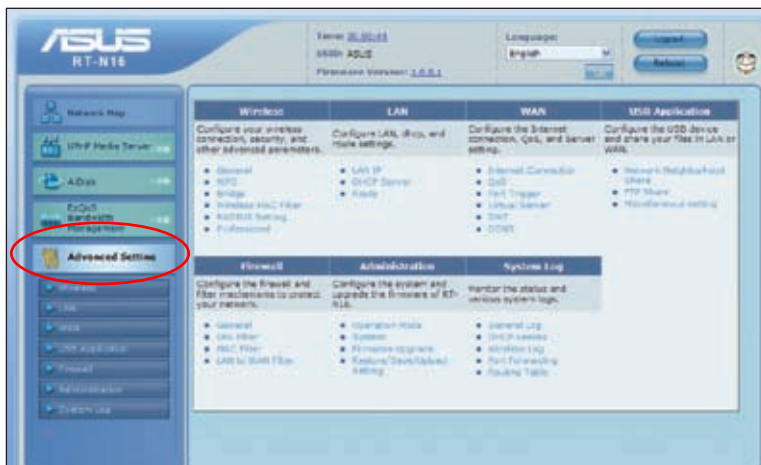 ASUS
RT-N16
Language:
English
Logout
Reboot
SSID: ASUS
Firmware Version: 1.0.0.1
Network Map
UPnP Media Server
AiDisk
EzQoS
Bandwidth
Management
Advanced Setting
Wireless
LAN
WAN
USB Application
Firewall
Administration
System Log
Wireless
Configure your wireless
connection, security, and
other advanced parameters.
General
WPS
Bridge
Wireless MAC Filter
RADIUS Setting
Professional
LAN
Configure LAN, dhcp, and
route settings.
LAN IP
DHCP Server
Route
WAN
Configure the Internet
connection, QoS, and Server
setting.
Internet Connection
QoS
Port Trigger
Virtual Server
DMZ
DDNS
USB Application
Configure the USB device
and share your files in LAN or
WAN.
Network Neighborhood
Share
FTP Share
Miscellaneous setting
Firewall
Configure the firewall and
filter mechanisms to protect
your network.
General
URL Filter
MAC Filter
LAN to WAN Filter
Administration
Configure the system and
upgrade the firmware of RT-
N16.
Operation Mode
System
Firmware Upgrade
Restore/Save/Upload
Setting
System Log
Monitor the status and
various system logs.
General Log
DHCP Leases
Wireless Log
Port Forwarding
Routing Table